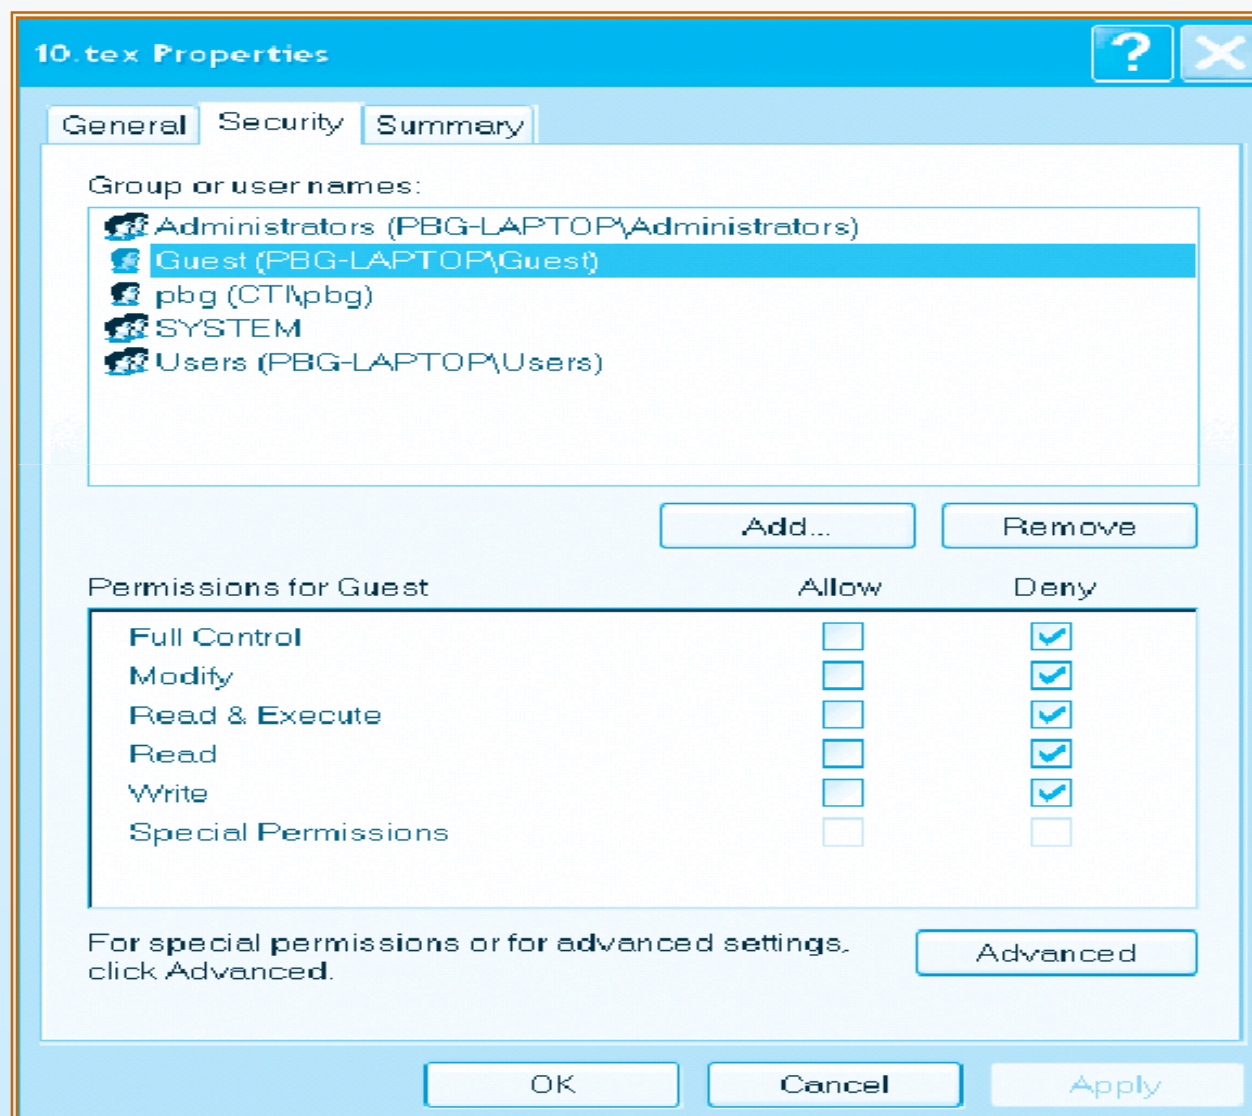 10.tex Properties ?
General Security Summary
Group or user names:
Administrators (PBG-LAPTOP\Administrators)
Guest (PBG-LAPTOP\Guest)
pbg (CTI\pbg)
SYSTEM
Users (PBG-LAPTOP\Users)
Add... Remove
Permissions for Guest Allow Deny
Full Control
Modify
Read & Execute
Read
Write
Special Permissions
For special permissions or for advanced settings,
click Advanced. Advanced
OK Cancel Apply